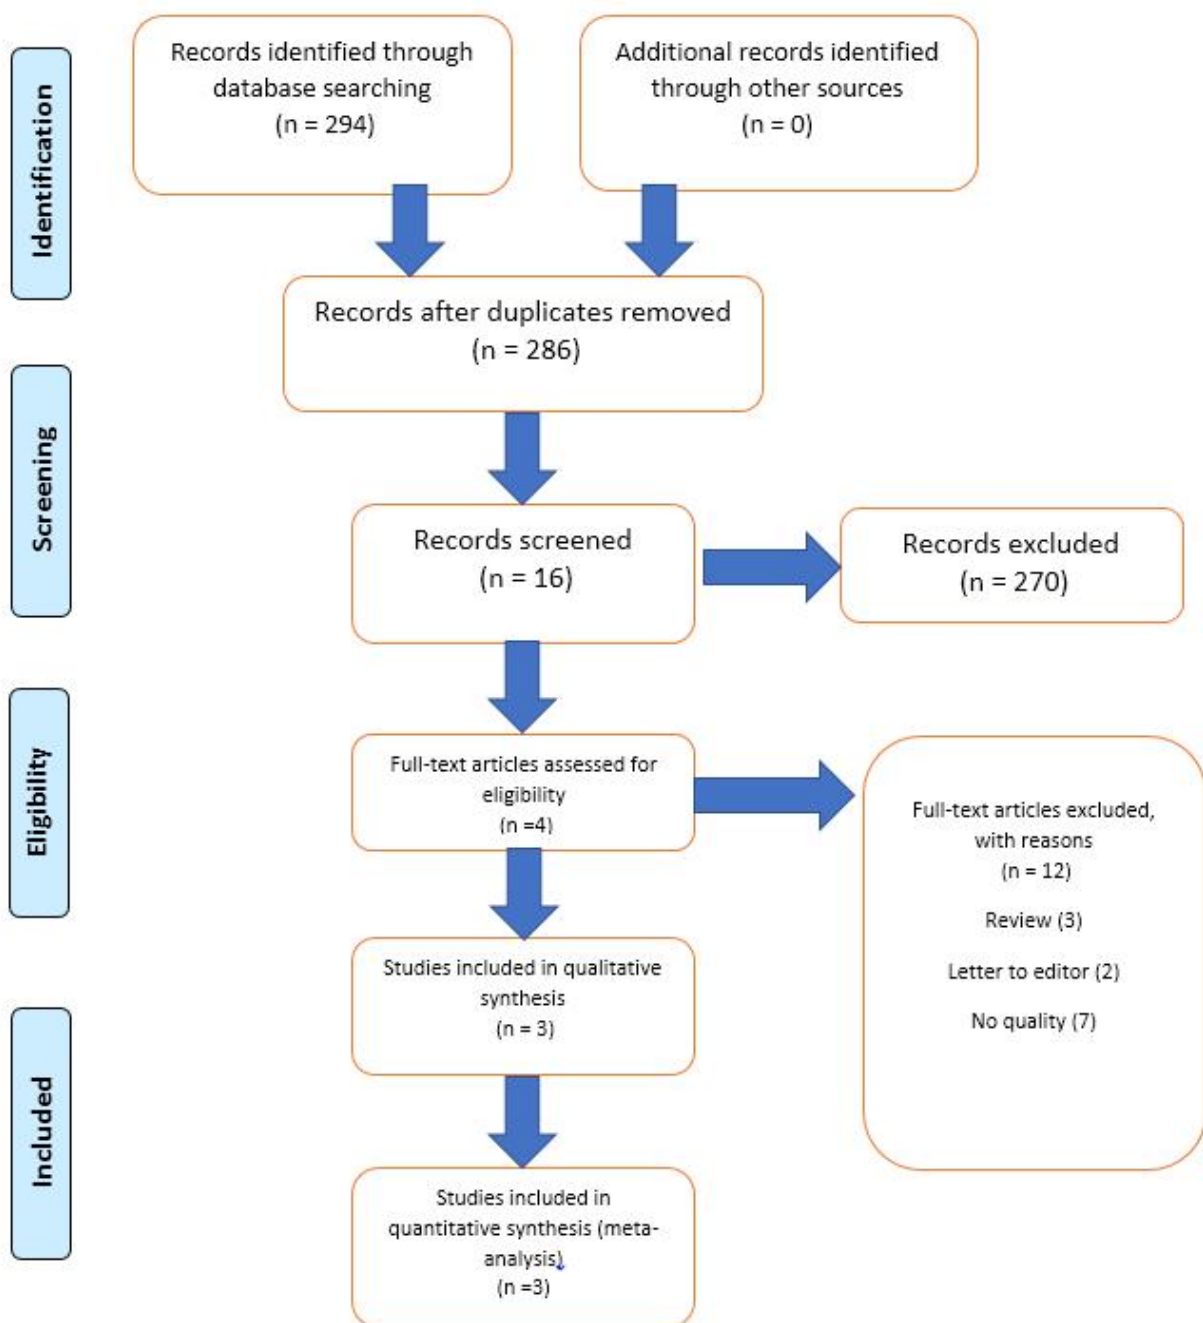 Identification
Records identified through
database searching
(n = 294)
Additional records identified
through other sources
(n = 0)
Records after duplicates removed
(n = 286)
Screening
Records screened
(n = 16)
Records excluded
(n = 270)
Eligibility
Full-text articles assessed for
eligibility
(n =4)
Full-text articles excluded,
with reasons
(n = 12)
Review (3)
Letter to editor (2)
No quality (7)
Included
Studies included in qualitative
synthesis
(n = 3)
Studies included in
quantitative synthesis (meta-
analysis)
(n =3)